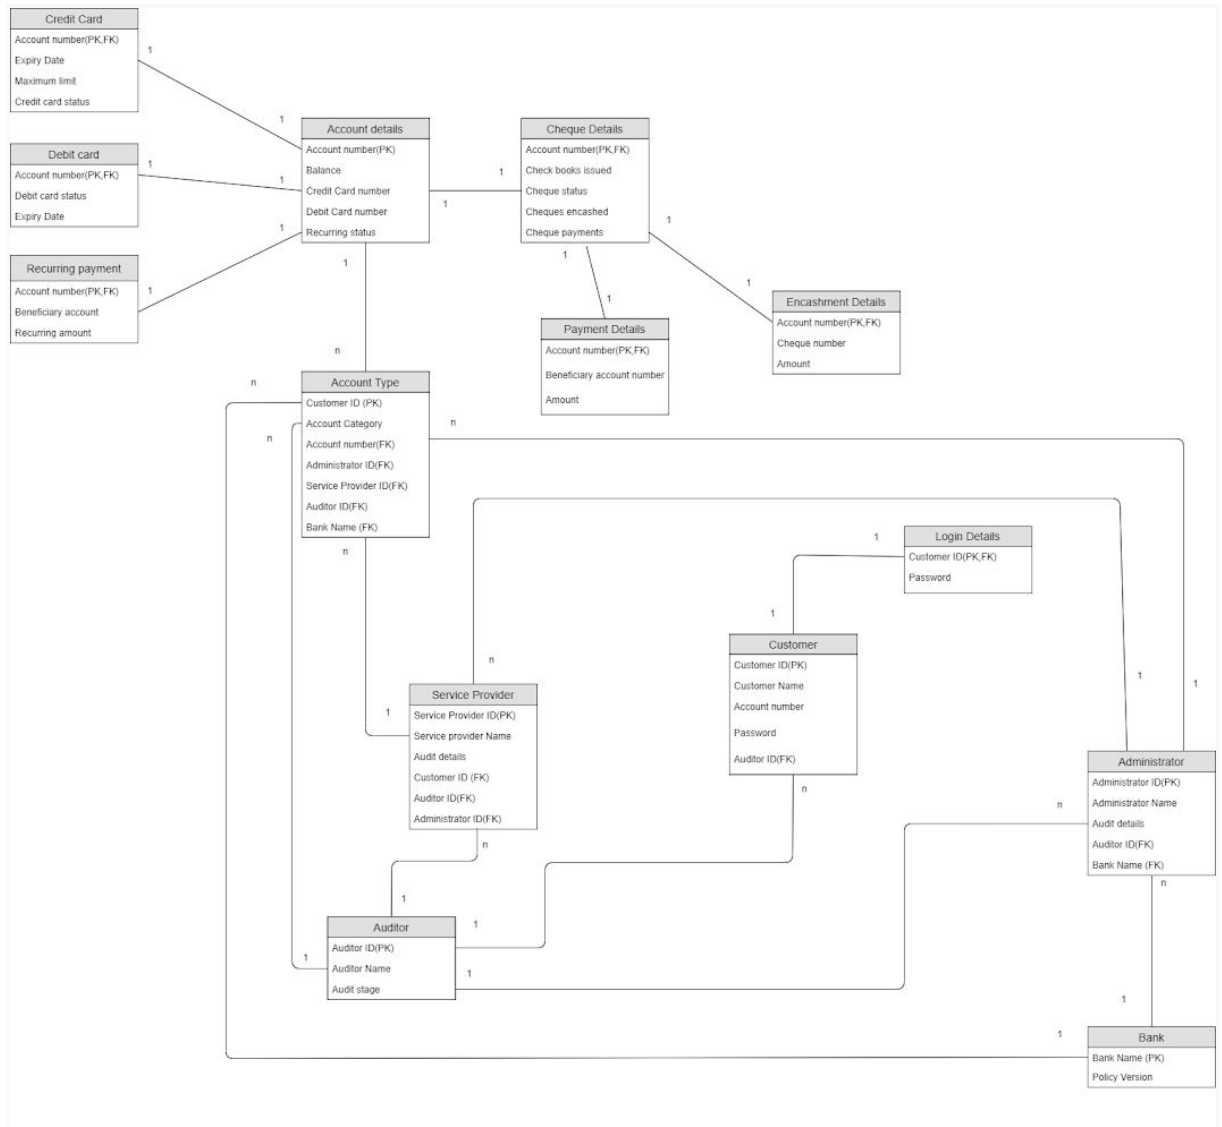 Credit Card
Account number(PK,FK)
Expiry Date
Maximum limit
Credit card status
1
1
Debit card
Account number(PK,FK)
Debit card status
Expiry Date
1
1
Recurring payment
Account number(PK,FK)
Beneficiary account
Recurring amount
1
1
Account details
Account number(PK)
Balance
Credit Card number
Debit Card number
Recurring status
1
1
Cheque Details
Account number(PK,FK)
Check books issued
Cheque status
Cheques encashed
Cheque payments
1
1
1
1
Payment Details
Account number(PK,FK)
Beneficiary account number
Amount
Encashment Details
Account number(PK,FK)
Cheque number
Amount
1
n
Account Type
Customer ID (PK)
Account Category
Account number(FK)
Administrator ID(FK)
Service Provider ID(FK)
Auditor ID(FK)
Bank Name (FK)
n
n
n
n
Login Details
Customer ID(PK,FK)
Password
1
1
Customer
Customer ID(PK)
Customer Name
Account number
Password
Auditor ID(FK)
n
n
1
Service Provider
Service Provider ID(PK)
Service provider Name
Audit details
Customer ID (FK)
Auditor ID(FK)
Administrator ID(FK)
n
1
1
Administrator
Administrator ID(PK)
Administrator Name
Audit details
Auditor ID(FK)
Bank Name (FK)
n
n
1
1
1
1
Auditor
Auditor ID(PK)
Auditor Name
Audit stage
1
1
Bank
Bank Name (PK)
Policy Version